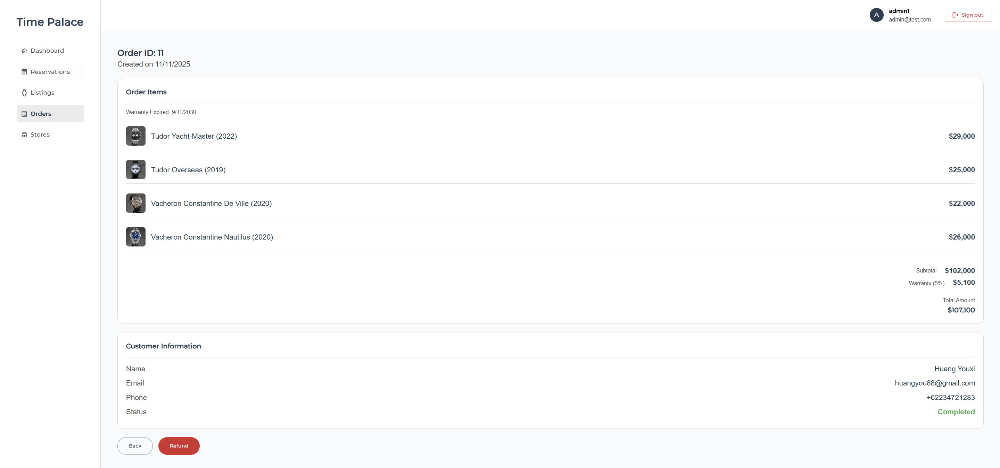 Time Palace
Dashboard
Reservations
Listings
Orders
Stores
A
admin1
admin@test.com
Sign out
Order ID: 11
Created on 11/11/2025
Order Items
Warranty Expired: 9/11/2030
Tudor Yacht-Master (2022) $29,000
Tudor Overseas (2019) $25,000
Vacheron Constantine De Ville (2020) $22,000
Vacheron Constantine Nautilus (2020) $26,000
Subtotal $102,000
Warranty (5%) $5,100
Total Amount
$107,100
Customer Information
Name Huang Youxi
Email huangyou88@gmail.com
Phone +62234721283
Status Completed
Back Refund